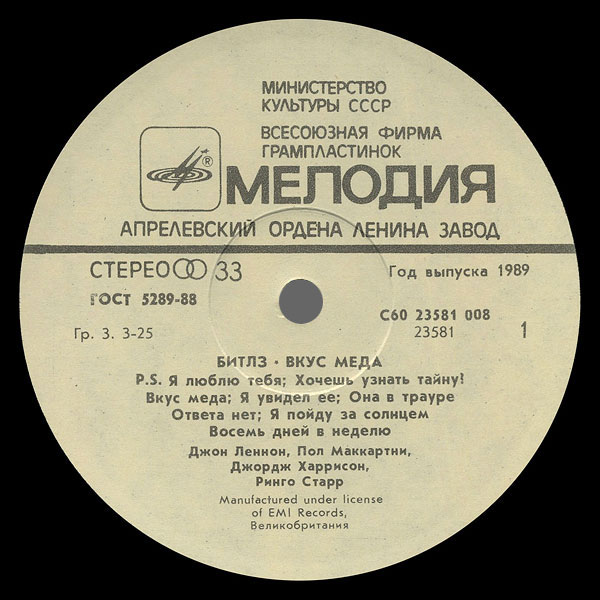 МИНИСТЕРСТВО
КУЛЬТУРЫ СССР
ВСЕСОЮЗНАЯ ФИРМА
ГРАМПЛАСТИНОК
®
МЕЛОДИЯ
АПРЕЛЕВСКИЙ ОРДЕНА ЛЕНИНА ЗАВОД
СТЕРЕО 33
Год выпуска 1989
ГОСТ 5289-88
С60 23581 008
Гр. 3. 3-25
23581
1
БИТЛЗ · ВКУС МЕДА
P.S. Я люблю тебя; Хочешь узнать тайну?
Вкус меда; Я увидел ее; Она в трауре
Ответа нет; Я пойду за солнцем
Восемь дней в неделю
Джон Леннон, Пол Маккартни,
Джордж Харрисон,
Ринго Старр
Manufactured under license
of EMI Records,
Великобритания